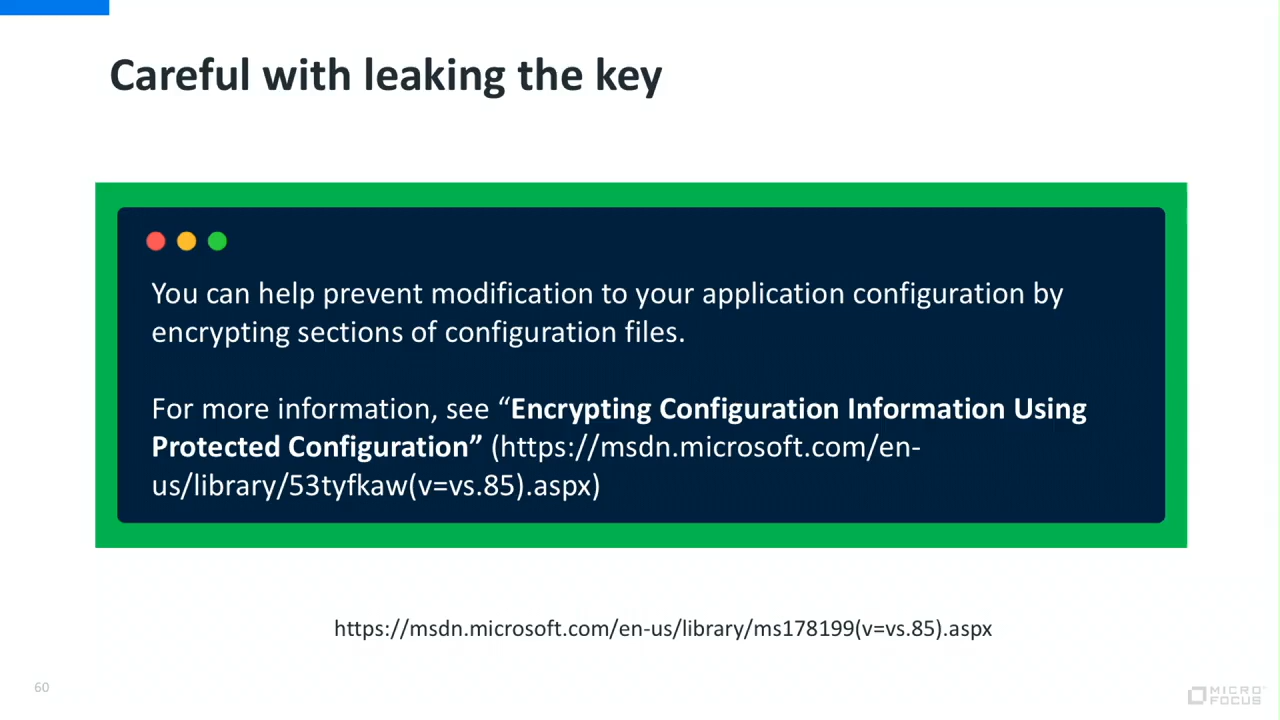 Careful with leaking the key
You can help prevent modification to your application configuration by
encrypting sections of configuration files.
For more information, see “Encrypting Configuration Information Using
Protected Configuration” (https://msdn.microsoft.com/en-
us/library/53tyfkaw(v=vs.85).aspx)
https://msdn.microsoft.com/en-us/library/ms178199(v=vs.85).aspx
60
MICRO
FOCUS